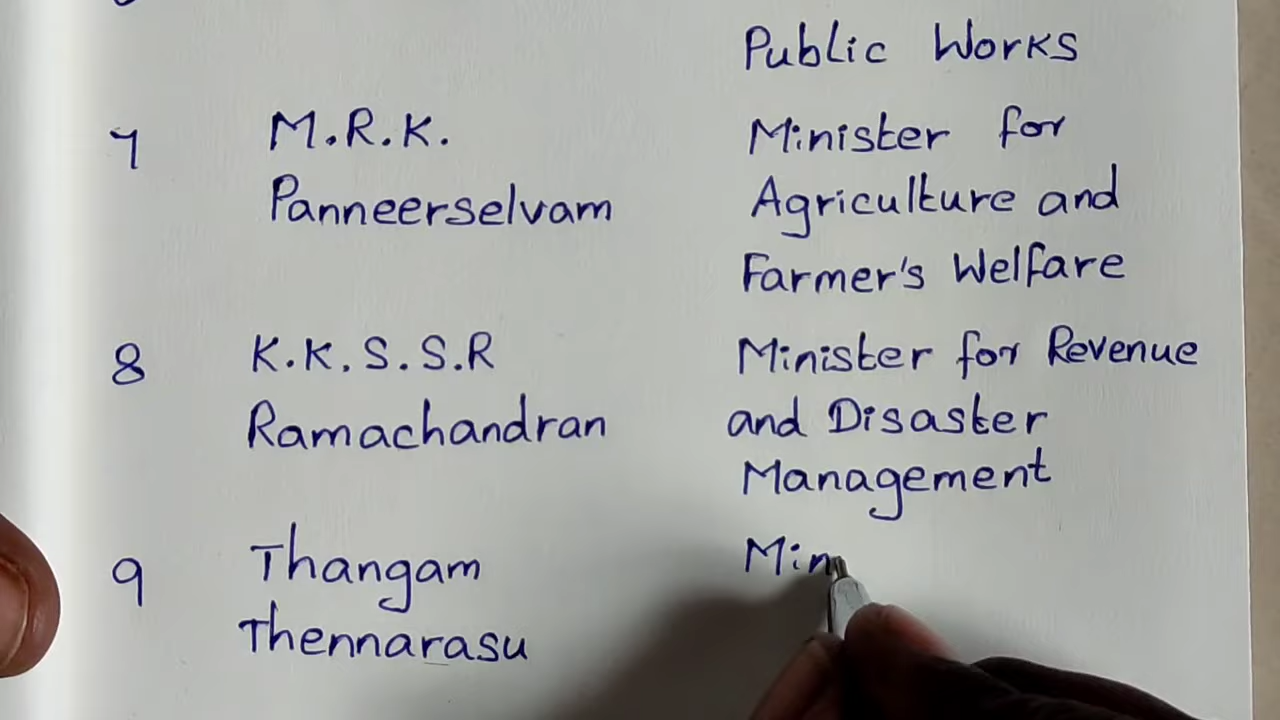 Public Works
7 M.R.K. Minister for
Panneerselvam Agriculture and
Farmer's Welfare
8 K.K.S.S.R Minister for Revenue
Ramachandran and Disaster
Management
9 Thangam Min
Thennarasu